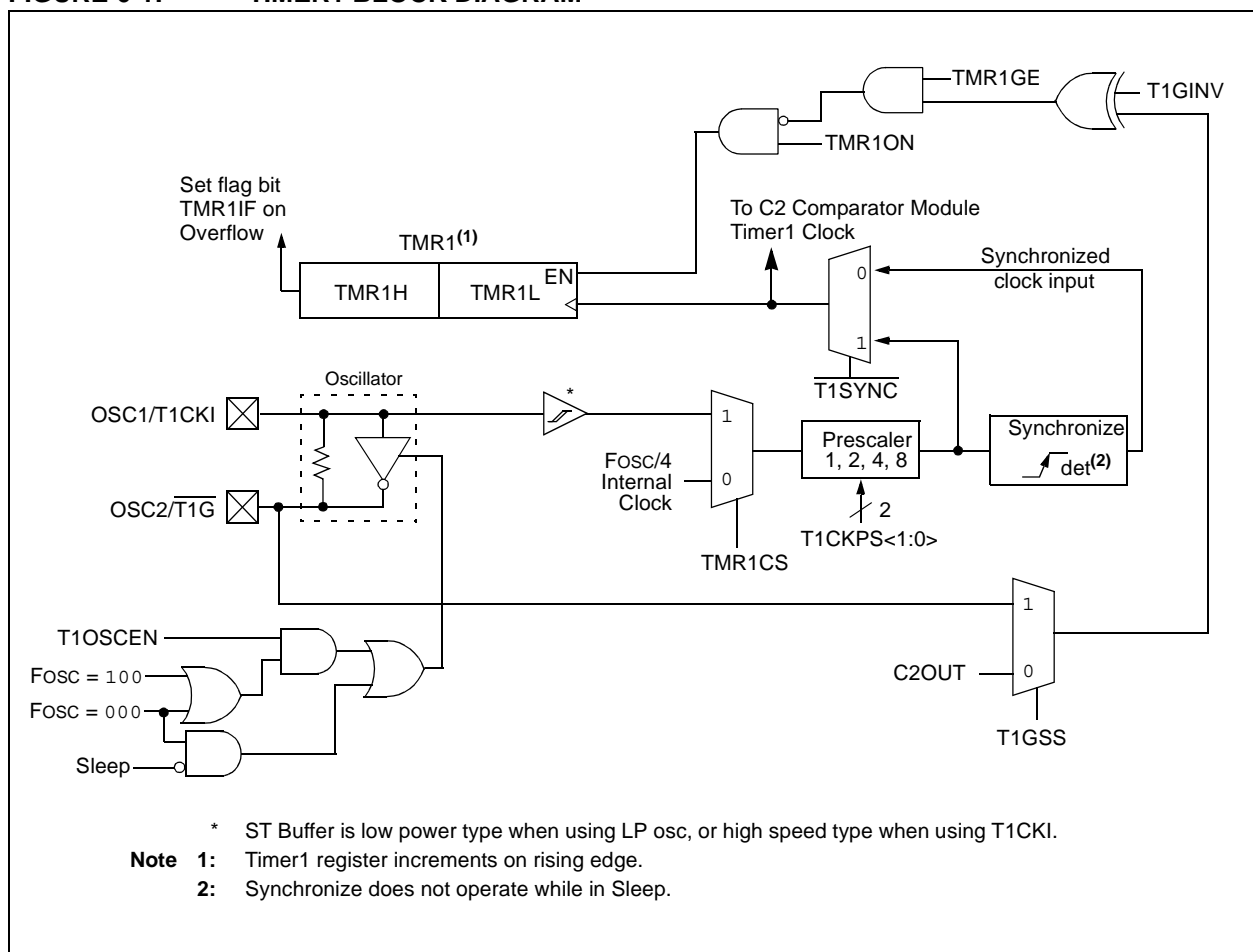 TMR1GE
T1GINV
TMR1ON
Set flag bit
TMR1IF on
Overflow
To C2 Comparator Module
Timer1 Clock
TMR1(1)
EN
TMR1H
TMR1L
0
1
Synchronized
clock input
T1SYNC
Oscillator
*
OSC1/T1CKI
OSC2/T1G
1
0
FOSC/4
Internal
Clock
TMR1CS
Prescaler
1, 2, 4, 8
2
T1CKPS<1:0>
Synchronize
det(2)
1
0
C2OUT
T1GSS
T1OSCEN
FOSC = 100
FOSC = 000
Sleep
* ST Buffer is low power type when using LP osc, or high speed type when using T1CKI.
Note 1: Timer1 register increments on rising edge.
2: Synchronize does not operate while in Sleep.